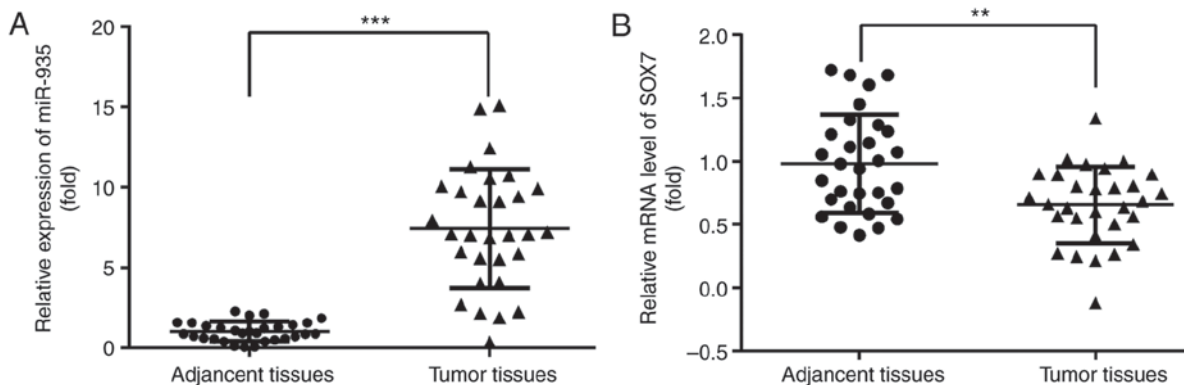 A
Relative expression of miR-935
(fold)
20
15
10
5
0
***
Adjancent tissues
Tumor tissues
B
Relative mRNA level of SOX7
(fold)
2.0
1.5
1.0
0.5
0.0
–0.5
**
Adjancent tissues
Tumor tissues